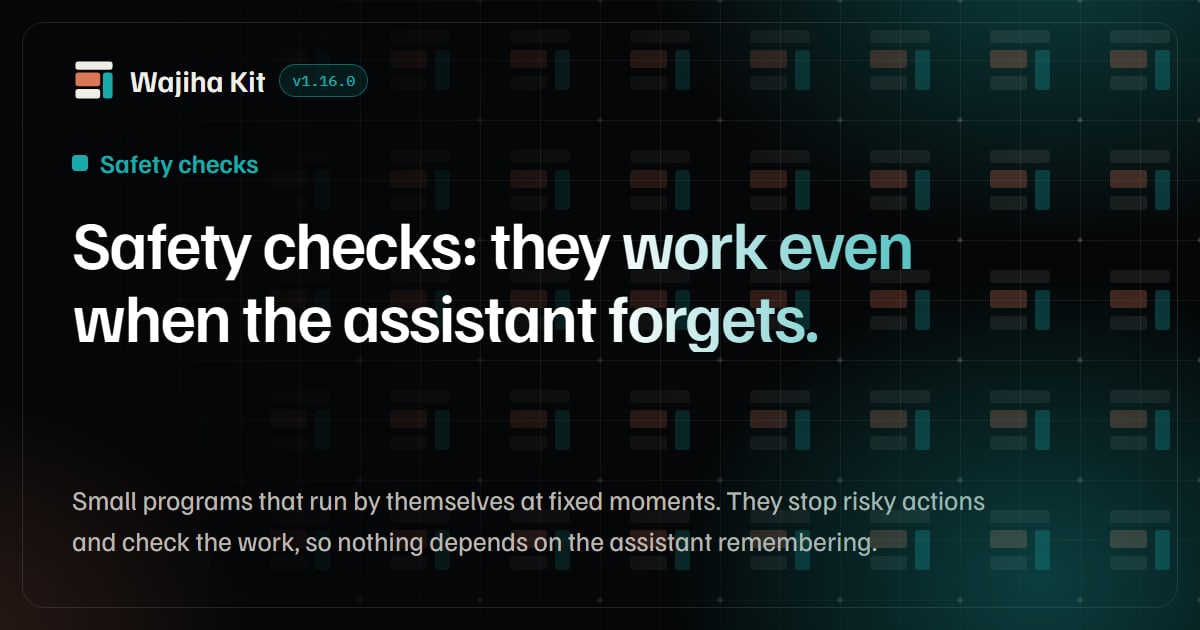 Wajiha Kit
v1.16.0
Safety checks
Safety checks: they work even
when the assistant forgets.
Small programs that run by themselves at fixed moments. They stop risky actions
and check the work, so nothing depends on the assistant remembering.